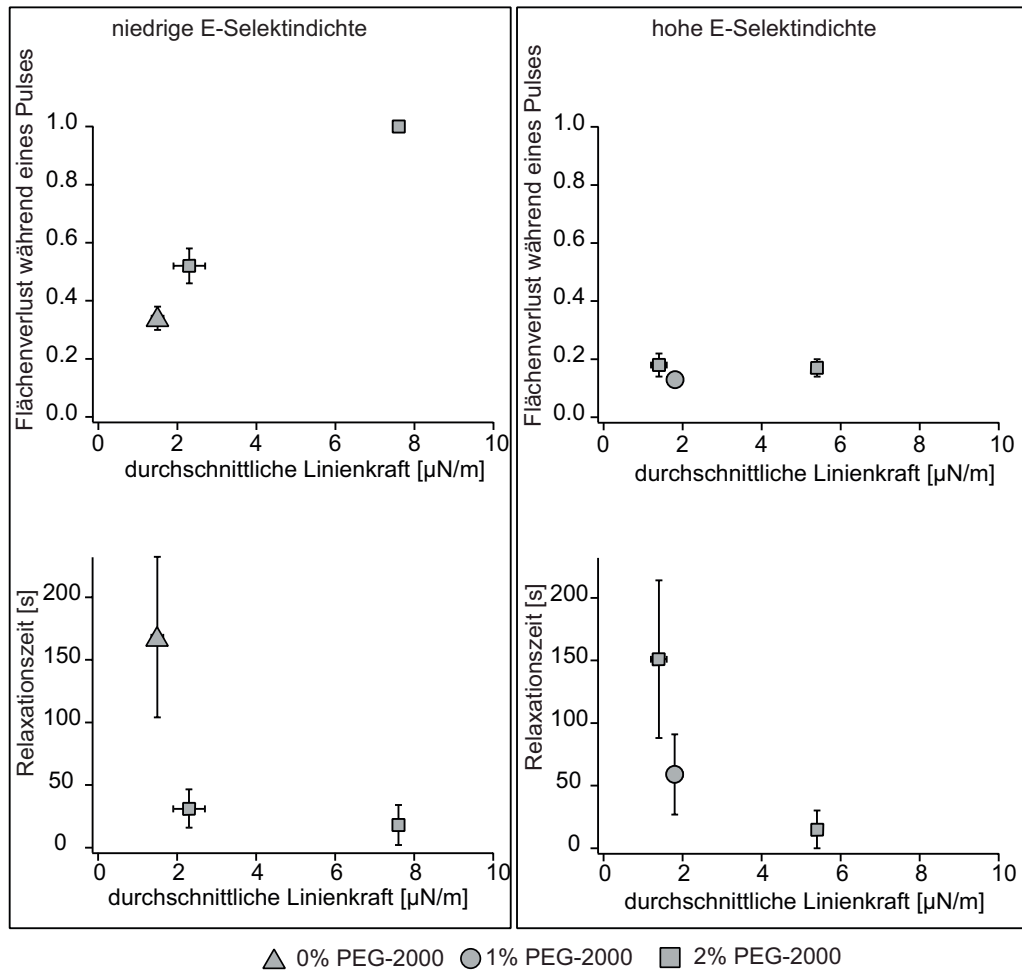 niedrige E-Selektindichte
Flächenverlust während eines Pulses
1.0
0.8
0.6
0.4
0.2
0.0
0 2 4 6 8 10
durchschnittliche Linienkraft [µN/m]
hohe E-Selektindichte
Flächenverlust während eines Pulses
1.0
0.8
0.6
0.4
0.2
0.0
0 2 4 6 8 10
durchschnittliche Linienkraft [µN/m]
Relaxationszeit [s]
200
150
100
50
0
0 2 4 6 8 10
durchschnittliche Linienkraft [µN/m]
Relaxationszeit [s]
200
150
100
50
0
0 2 4 6 8 10
durchschnittliche Linienkraft [µN/m]
0% PEG-2000 1% PEG-2000 2% PEG-2000